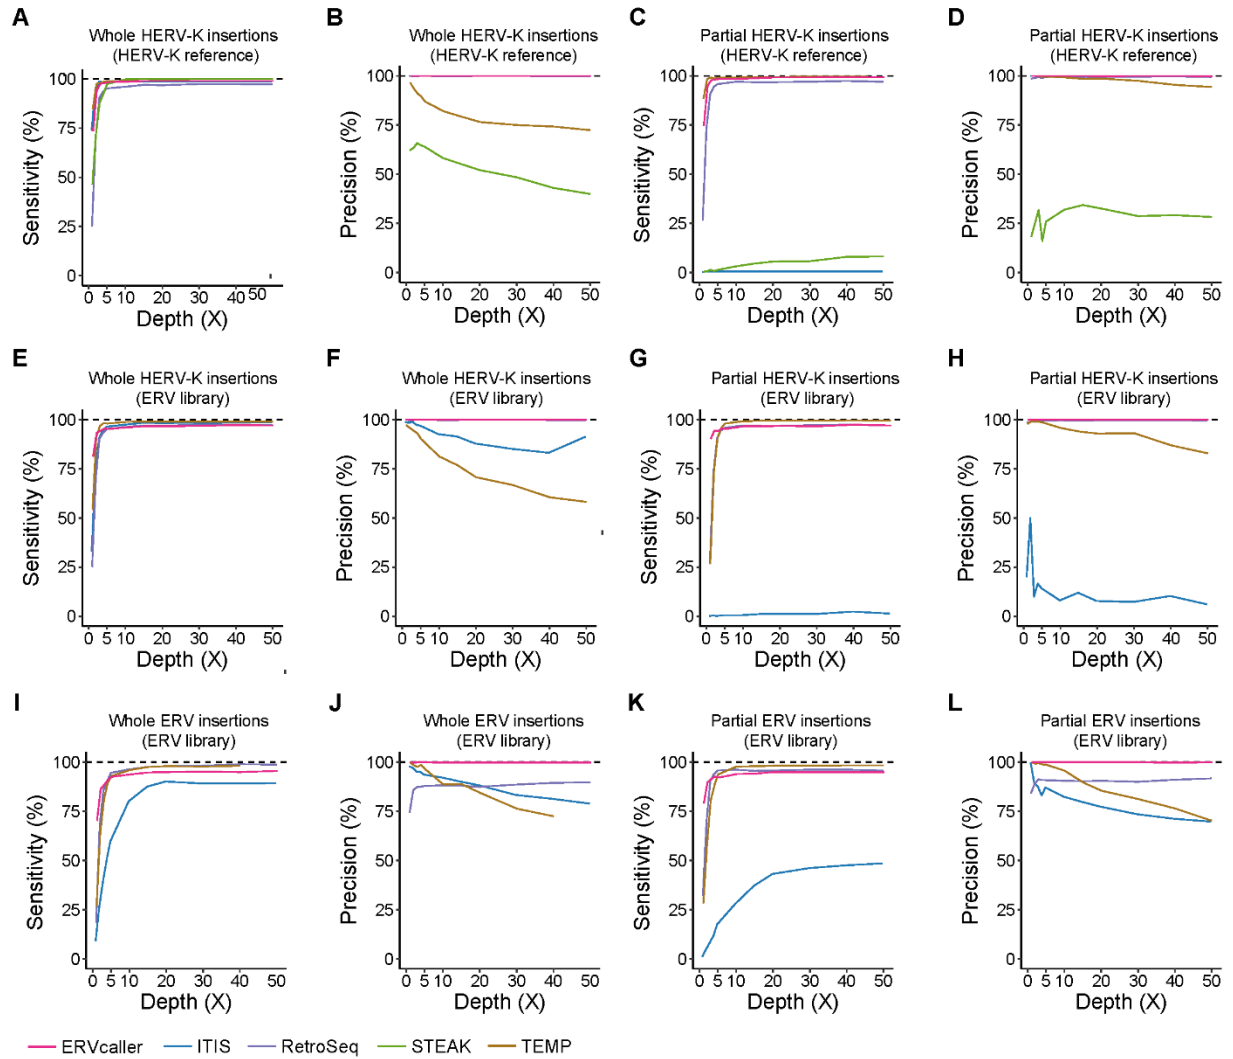 A
Whole HERV-K insertions
(HERV-K reference)
Sensitivity (%)
100
75
50
25
0
0 5 10 20 30 40 50
Depth (X)
B
Whole HERV-K insertions
(HERV-K reference)
Precision (%)
100
75
50
25
0
0 5 10 20 30 40 50
Depth (X)
C
Partial HERV-K insertions
(HERV-K reference)
Sensitivity (%)
100
75
50
25
0
0 5 10 20 30 40 50
Depth (X)
D
Partial HERV-K insertions
(HERV-K reference)
Precision (%)
100
75
50
25
0
0 5 10 20 30 40 50
Depth (X)
E
Whole HERV-K insertions
(ERV library)
Sensitivity (%)
100
75
50
25
0
0 5 10 20 30 40 50
Depth (X)
F
Whole HERV-K insertions
(ERV library)
Precision (%)
100
75
50
25
0
0 5 10 20 30 40 50
Depth (X)
G
Partial HERV-K insertions
(ERV library)
Sensitivity (%)
100
75
50
25
0
0 5 10 20 30 40 50
Depth (X)
H
Partial HERV-K insertions
(ERV library)
Precision (%)
100
75
50
25
0
0 5 10 20 30 40 50
Depth (X)
I
Whole ERV insertions
(ERV library)
Sensitivity (%)
100
75
50
25
0
0 5 10 20 30 40 50
Depth (X)
J
Whole ERV insertions
(ERV library)
Precision (%)
100
75
50
25
0
0 5 10 20 30 40 50
Depth (X)
K
Partial ERV insertions
(ERV library)
Sensitivity (%)
100
75
50
25
0
0 5 10 20 30 40 50
Depth (X)
L
Partial ERV insertions
(ERV library)
Precision (%)
100
75
50
25
0
0 5 10 20 30 40 50
Depth (X)
ERVcaller ITIS RetroSeq STEAK TEMP